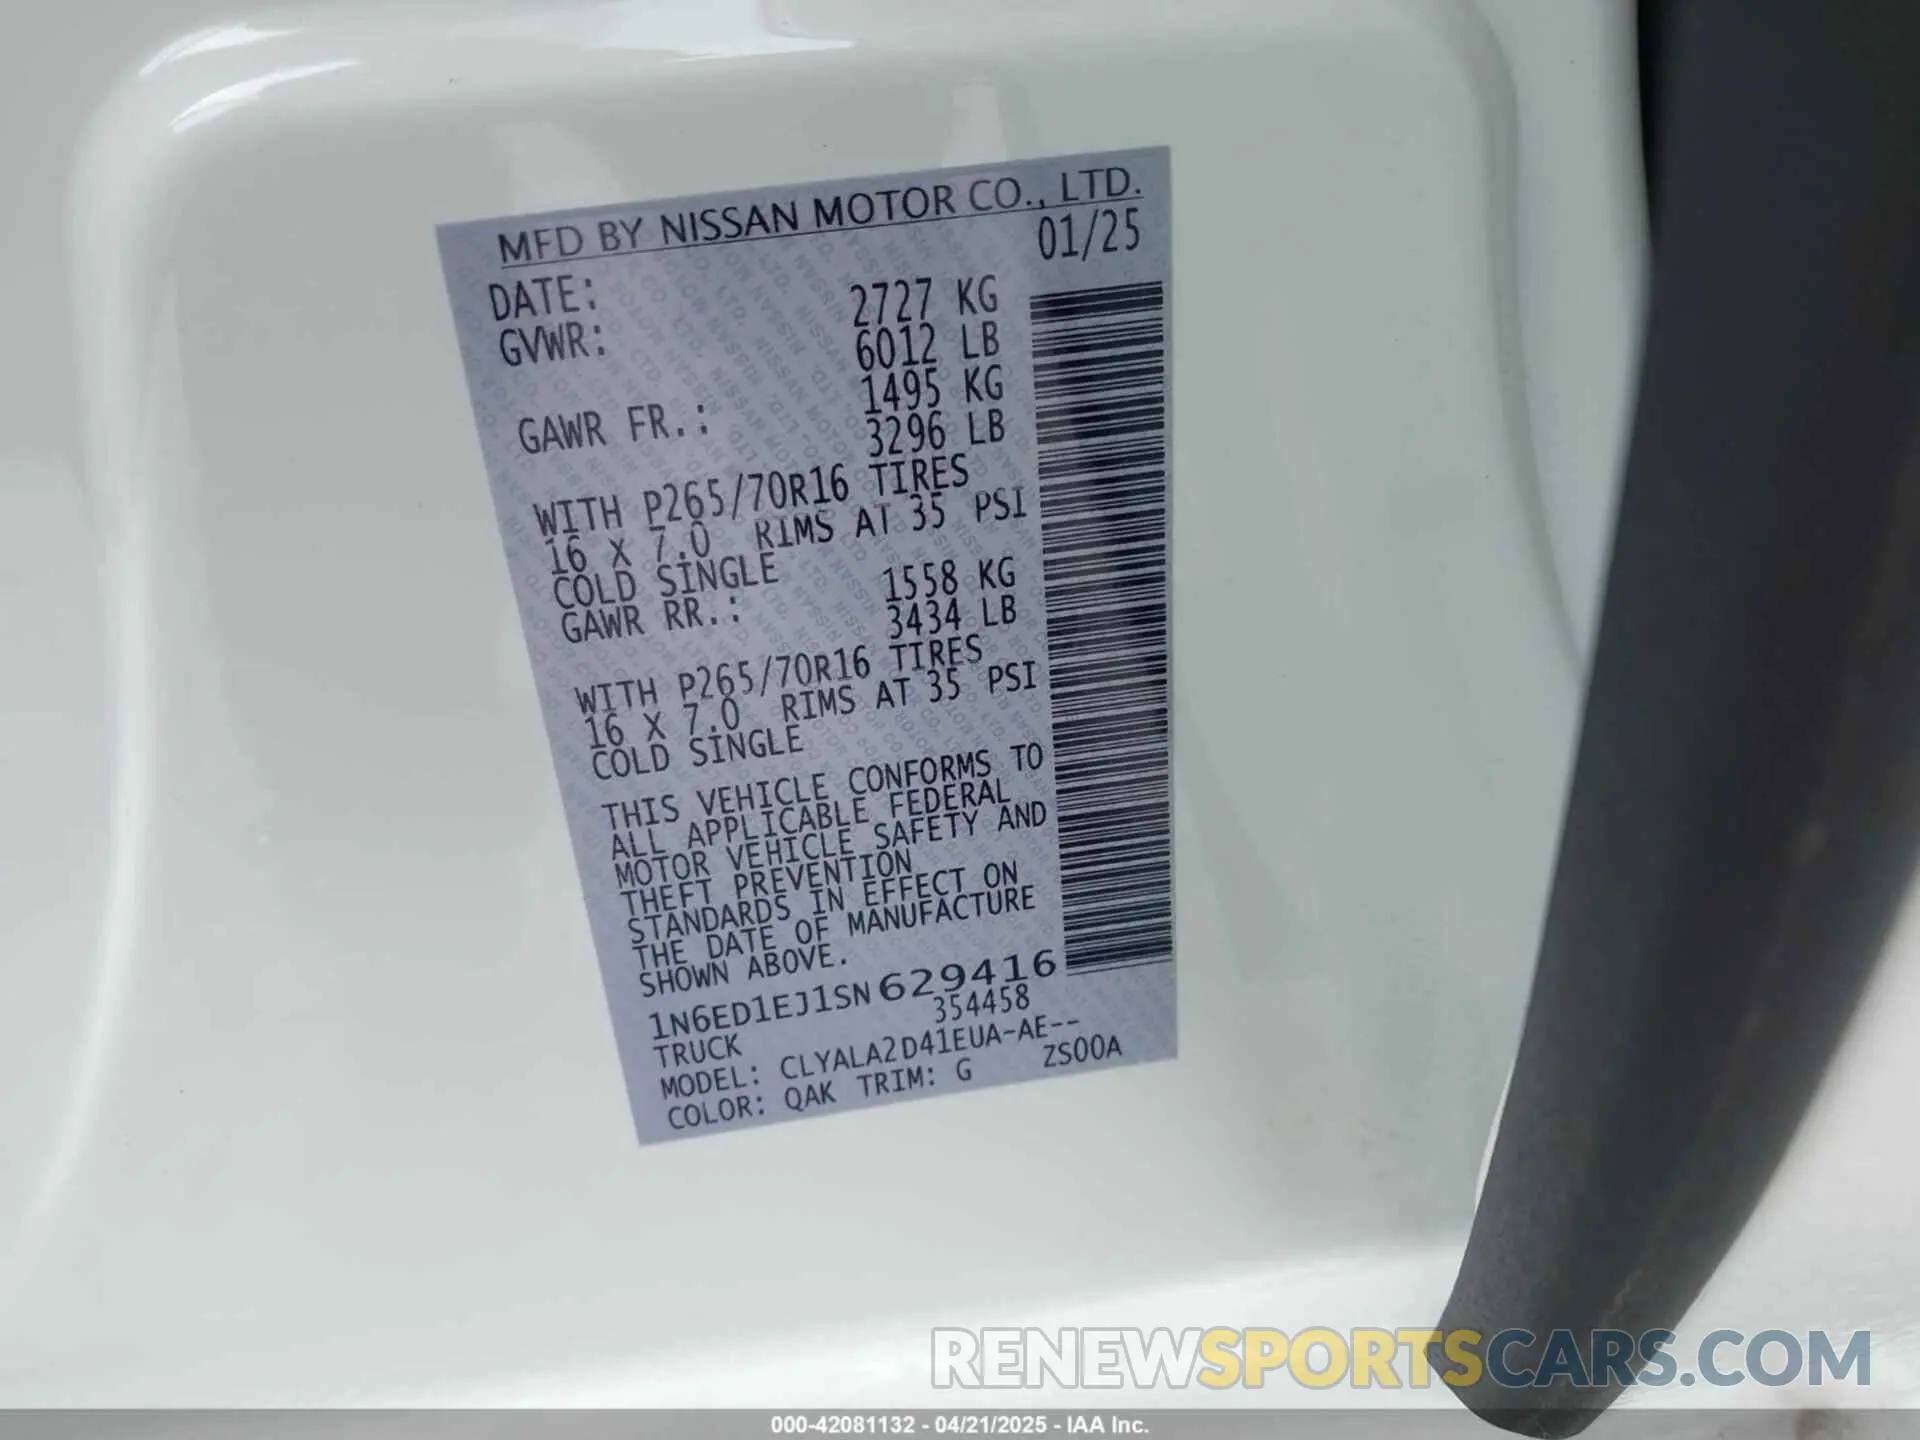 MFD BY NISSAN MOTOR CO., LTD.
DATE: 01/25
GVWR: 2727 KG
6012 LB
GAWR FR.: 1495 KG
3296 LB
WITH P265/70R16 TIRES
16 X 7.0 RIMS AT 35 PSI
COLD SINGLE
GAWR RR.: 1558 KG
3434 LB
WITH P265/70R16 TIRES
16 X 7.0 RIMS AT 35 PSI
COLD SINGLE
THIS VEHICLE CONFORMS TO
ALL APPLICABLE FEDERAL
MOTOR VEHICLE SAFETY AND
THEFT PREVENTION
STANDARDS IN EFFECT ON
THE DATE OF MANUFACTURE
SHOWN ABOVE.
1N6ED1EJ1SN629416
TRUCK 354458
MODEL: CLYALA2D41EUA-AE--
COLOR: QAK TRIM: G ZS00A
RENEWSPORTSCARS.COM
000-42081132 - 04/21/2025 - IAA Inc.